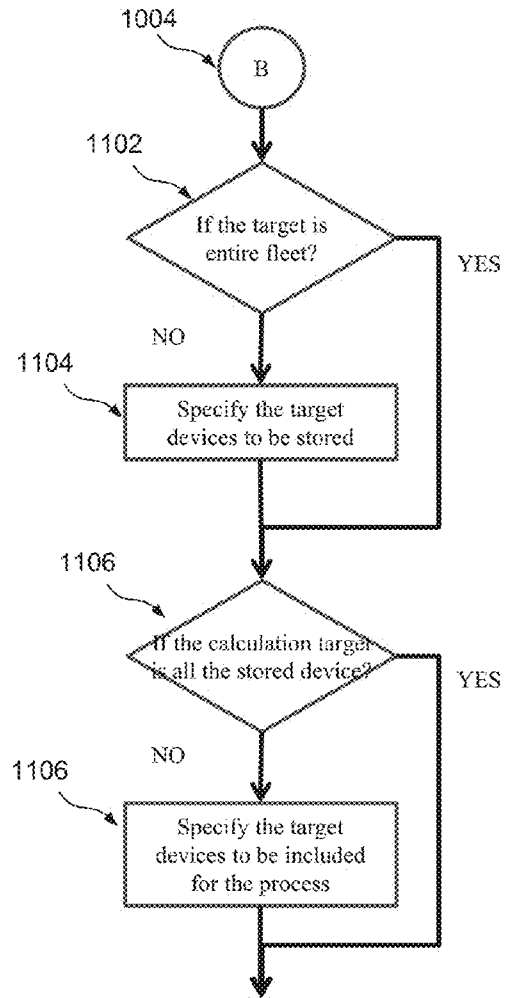 1004
B
1102
If the target is
entire fleet?
YES
NO
1104
Specify the target
devices to be stored
1106
If the calculation target
is all the stored device?
YES
NO
1106
Specify the target
devices to be included
for the process